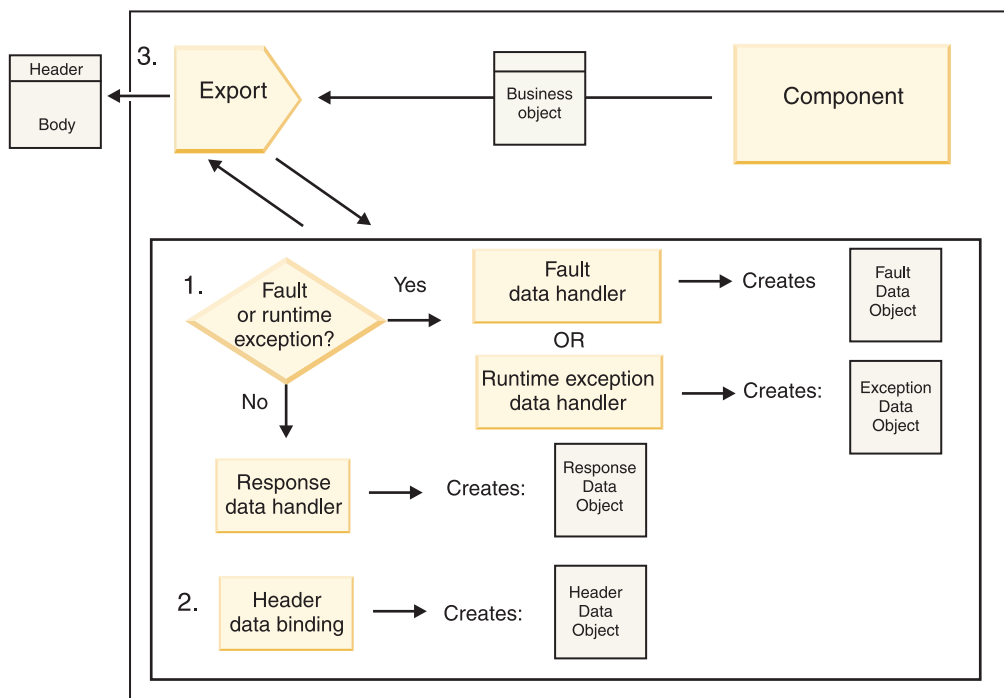 3.
Header
Body
Export
Business
object
Component
1.
Fault
or runtime
exception?
Yes
Fault
data handler
Creates
Fault
Data
Object
OR
Runtime exception
data handler
Creates:
Exception
Data
Object
No
Response
data handler
Creates:
Response
Data
Object
2.
Header
data binding
Creates:
Header
Data
Object